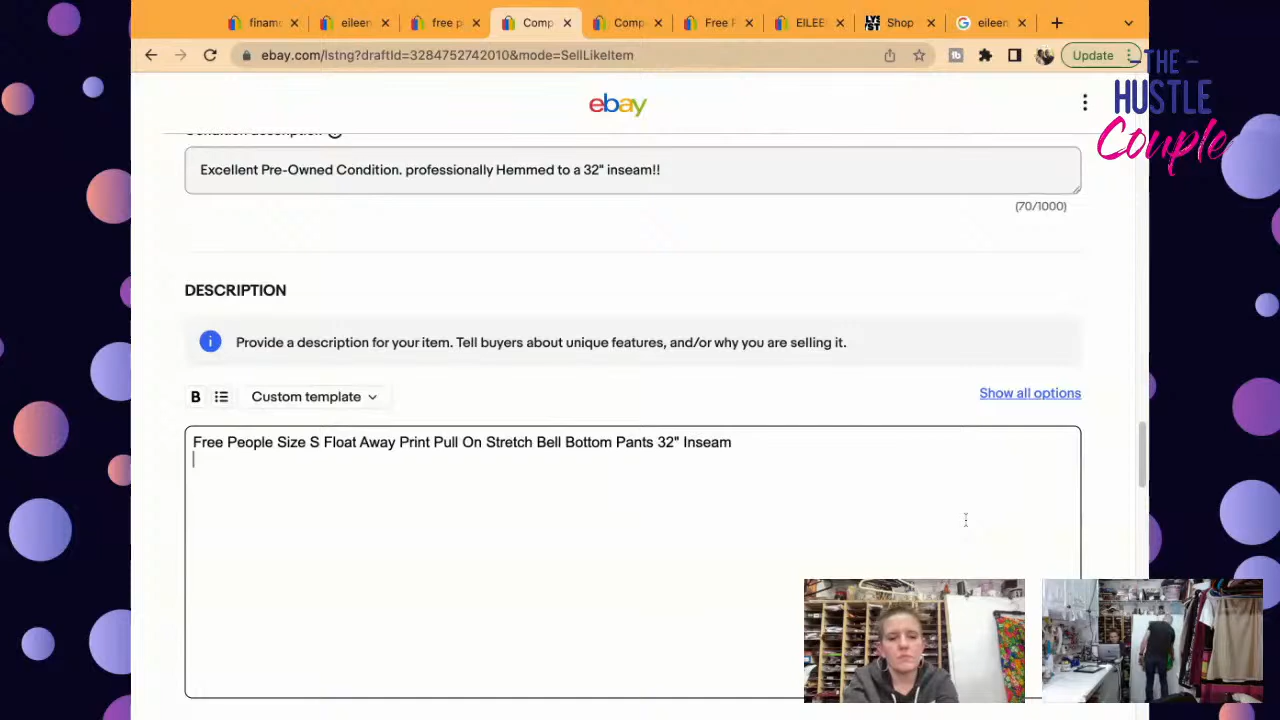 finam
eileen
free p
Comp
Comp
Free F
EILEE
Shop
eileen
ebay.com/lstng?draftId=3284752742010&mode=SellLikeItem
Update
THE
HUSTLE
Couple
ebay
Condition description
Excellent Pre-Owned Condition. professionally Hemmed to a 32" inseam!!
(70/1000)
DESCRIPTION
Provide a description for your item. Tell buyers about unique features, and/or why you are selling it.
B
Custom template
Show all options
Free People Size S Float Away Print Pull On Stretch Bell Bottom Pants 32" Inseam